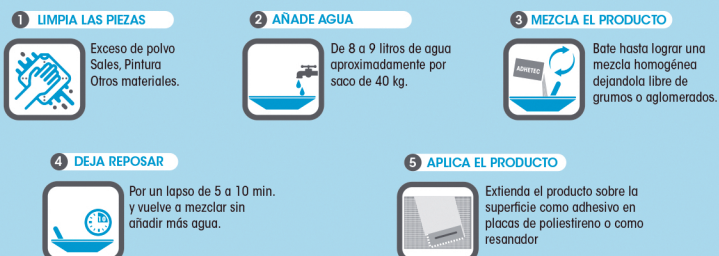 1 LIMPIA LAS PIEZAS
Exceso de polvo
Sales, Pintura
Otros materiales.
2 AÑADE AGUA
De 8 a 9 litros de agua
aproximadamente por
saco de 40 kg.
3 MEZCLA EL PRODUCTO
ADHETEC
Bate hasta lograr una
mezcla homogénea
dejandola libre de
grumos o aglomerados.
4 DEJA REPOSAR
10
Por un lapso de 5 a 10 min.
y vuelve a mezclar sin
añadir más agua.
5 APLICA EL PRODUCTO
Extienda el producto sobre la
superficie como adhesivo en
placas de poliestireno o como
resanador